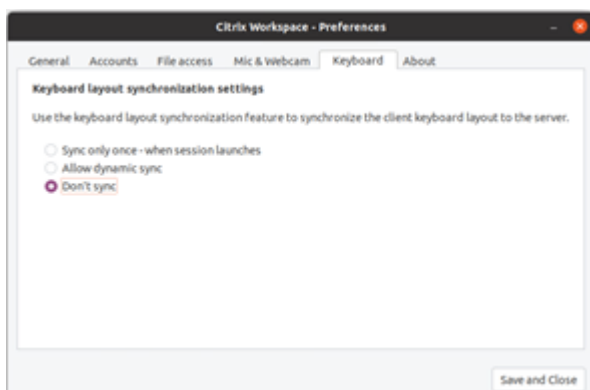 Citrix Workspace - Preferences
General Accounts File access Mic & Webcam Keyboard About
Keyboard layout synchronization settings
Use the keyboard layout synchronization feature to synchronize the client keyboard layout to the server.
Sync only once - when session launches
Allow dynamic sync
Don't sync
Save and Close